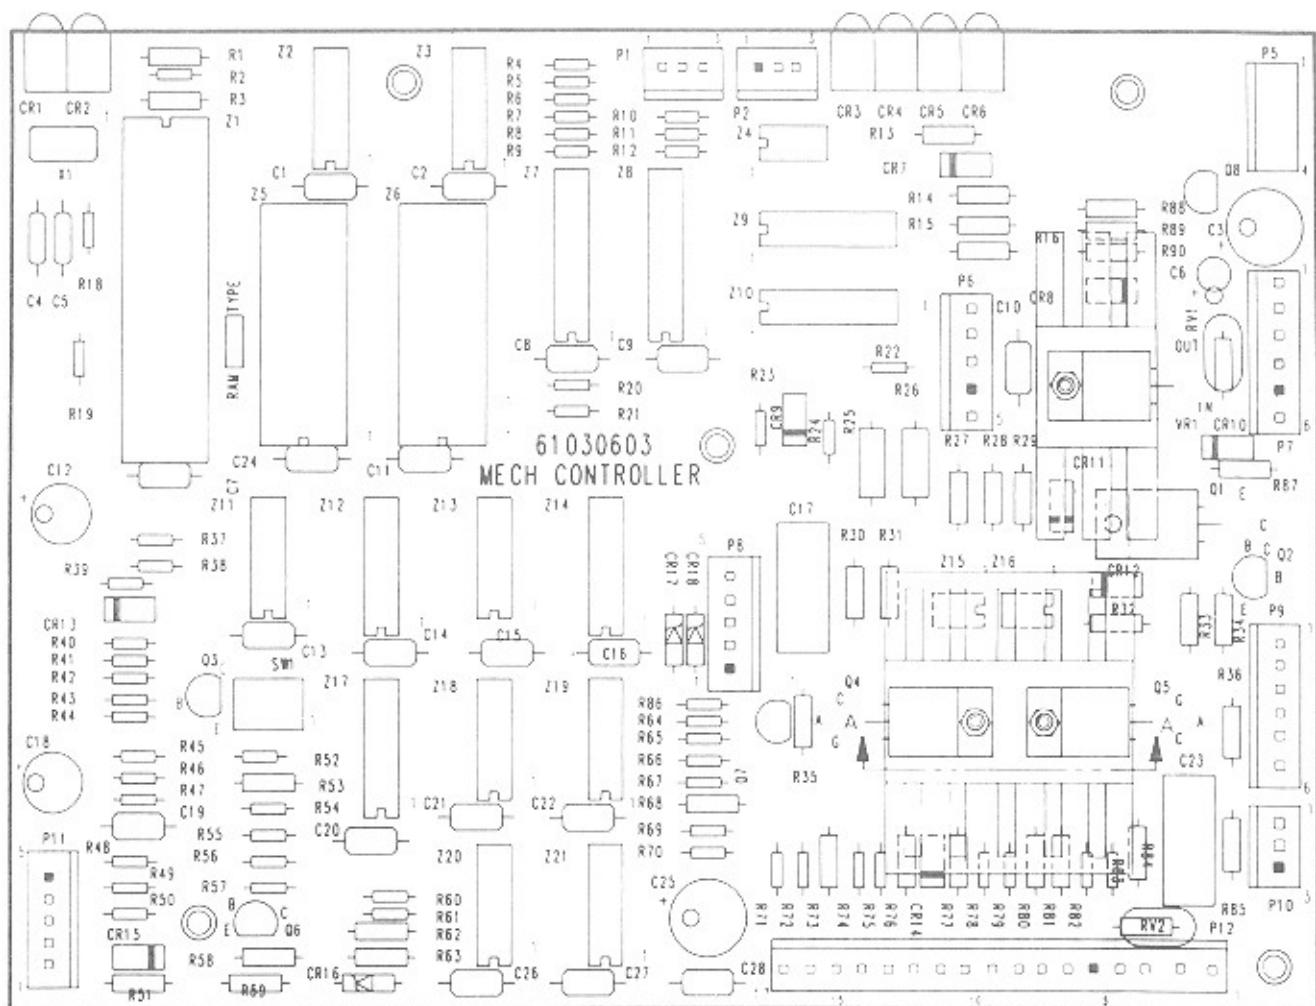 Z2 Z3 P1 P5
R1 R4
R2 R5
R3 R6
CR1 CR2 Z1 R7 R10 P2 CR3 CR4 CR5 CR6
R8 R11 Z4 R13
R9 R12
C1 C2 Z7 Z8 CR7 Q8
Z5 Z6 R14 R88
Z9 R15 R89 C3
R16 R90
R18 C6
C4 C5 Z10 P6 C10 CR8
RAM TYPE RV1
OUT
C8 C9 R22
R19 R20 R23 R26
R21 CR9 R24 R25 IN
VR1 CR10
61030603 R27 R28 R29 P7
C12 C24 C11 MECH CONTROLLER CR11
C7 Q1 E R87
Z11 Z12 Z13 Z14 C17
R37 P8 R30 R31 C
R38 B C Q2
R39 CR17 CR18 Z15 Z16 CR12 B
CR13 R32 E P9
R40 C13 C14 C15 C16 R33 R34
R41 Q3 SW1
R42 Z17 Z18 Z19 Q4 Q5 R36
R43 B R86 C G
R44 E R64 A A A A
C18 R45 R52 R65 G C
R46 R66 C23
R47 R53 R67 Q7 R35
C19 R54 C21 C22 R68
P11 R55 C20 R69
R48 R56 Z20 Z21 R70 R84
R49 R57 C25
R50 B C R60 R71 R72 R73 R74 R75 R76 CR14 R77 R78 R79 R80 R81 R82 R85 P10
E Q6 R61
CR15 R62 RV2 P12
R58 R63
R51 CR16 C26 C27 C28
15 10 5 1